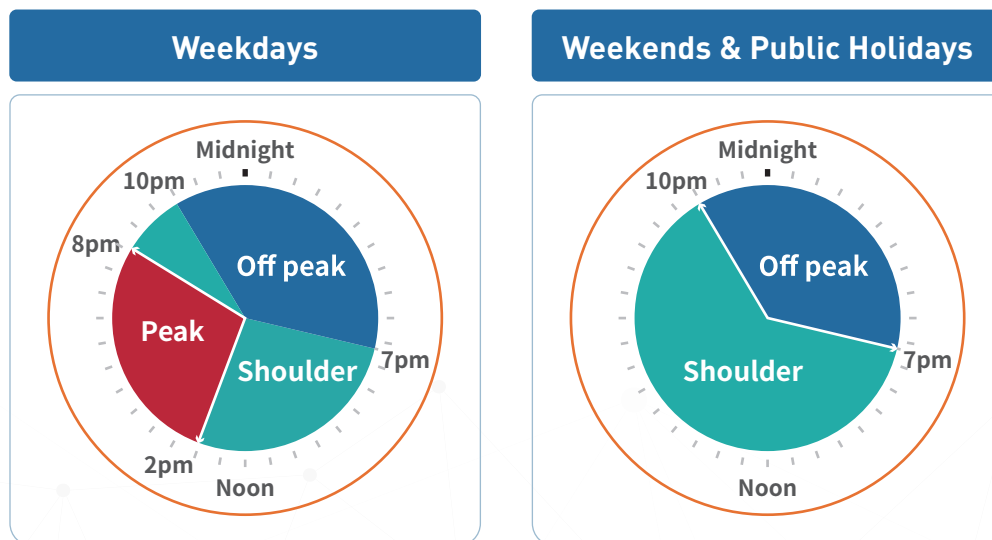 Weekdays
Weekends & Public Holidays
Midnight
10pm
8pm
Off peak
Peak
Shoulder
7pm
2pm
Noon
Midnight
10pm
Off peak
Shoulder
7pm
Noon